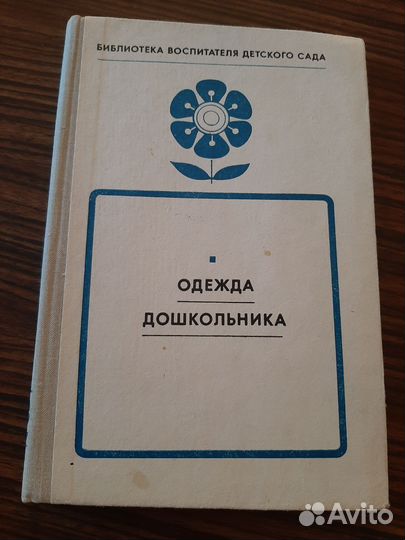 БИБЛИОТЕКА ВОСПИТАТЕЛЯ ДЕТСКОГО САДА
ОДЕЖДА
ДОШКОЛЬНИКА
Avito